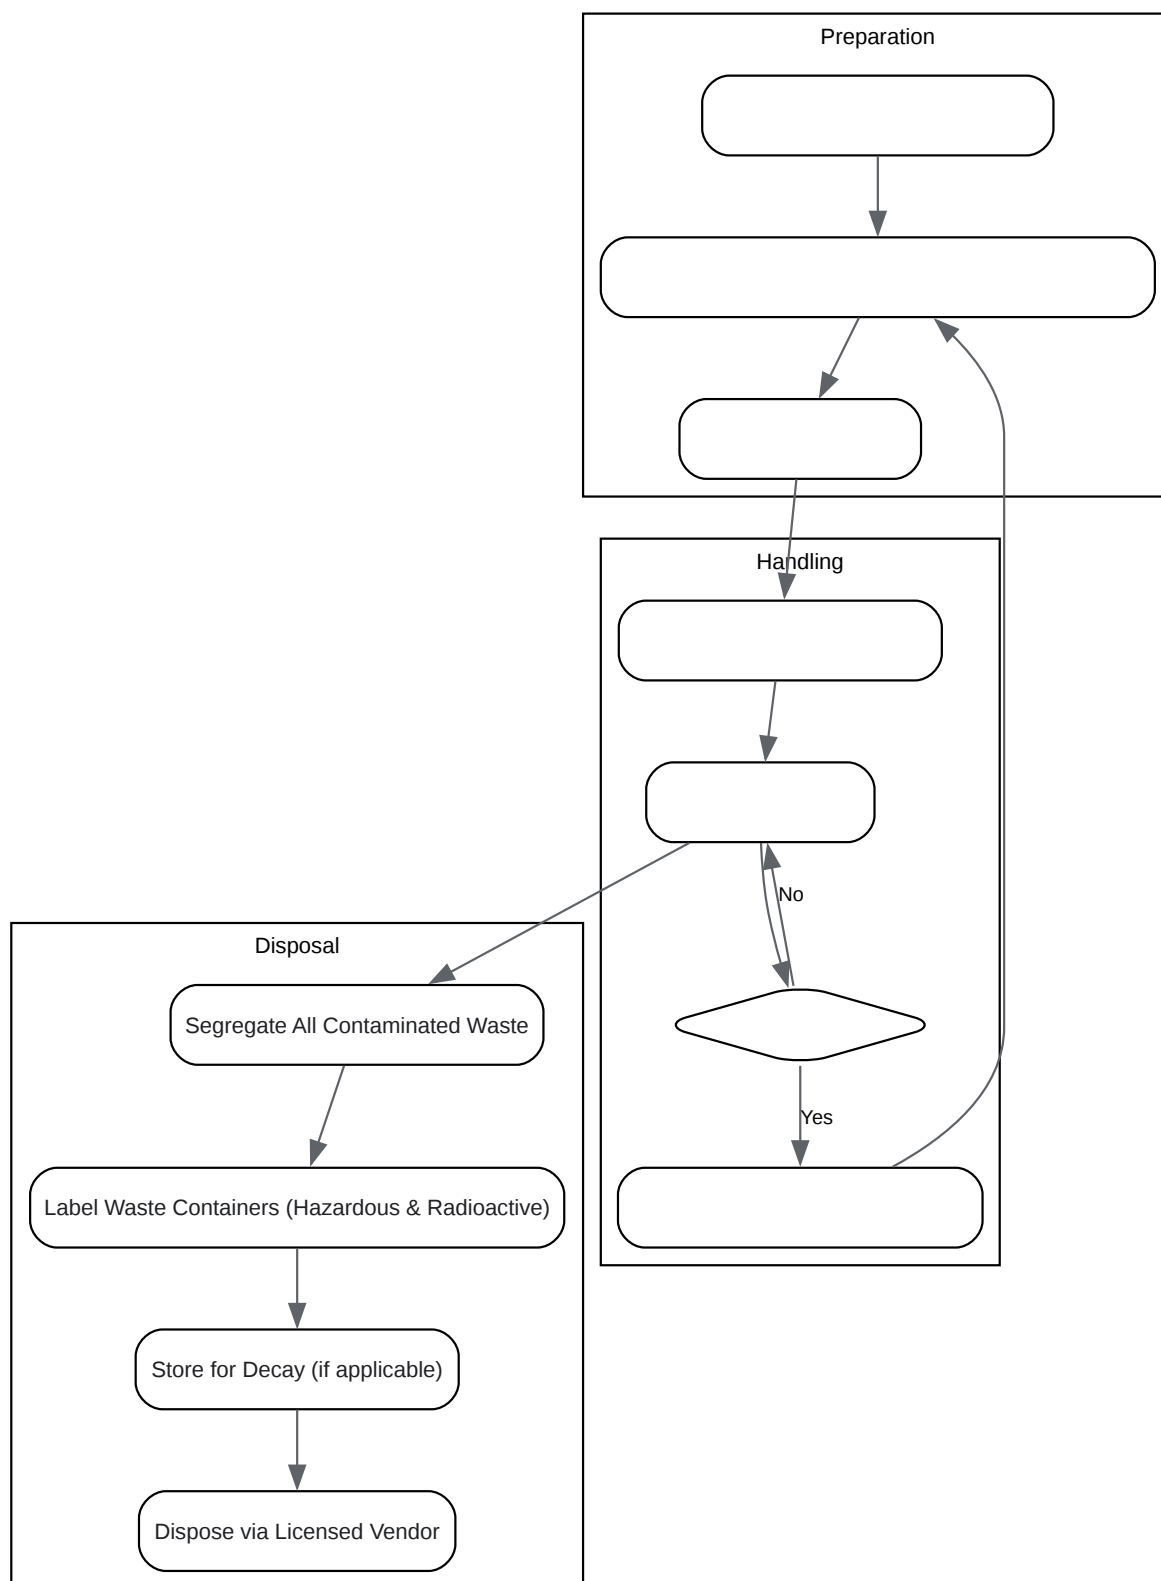 Preparation
Handling
No
Yes
Disposal
Segregate All Contaminated Waste
Label Waste Containers (Hazardous & Radioactive)
Store for Decay (if applicable)
Dispose via Licensed Vendor